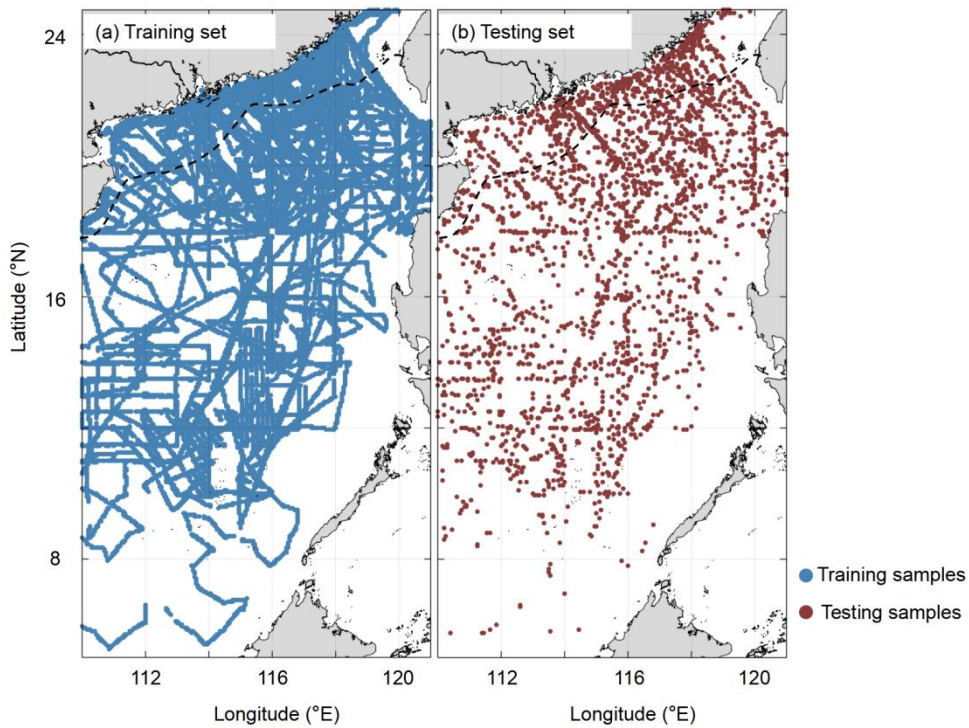 (a) Training set
(b) Testing set
24
16
8
Latitude (°N)
Training samples
Testing samples
112
116
120
112
116
120
Longitude (°E)
Longitude (°E)